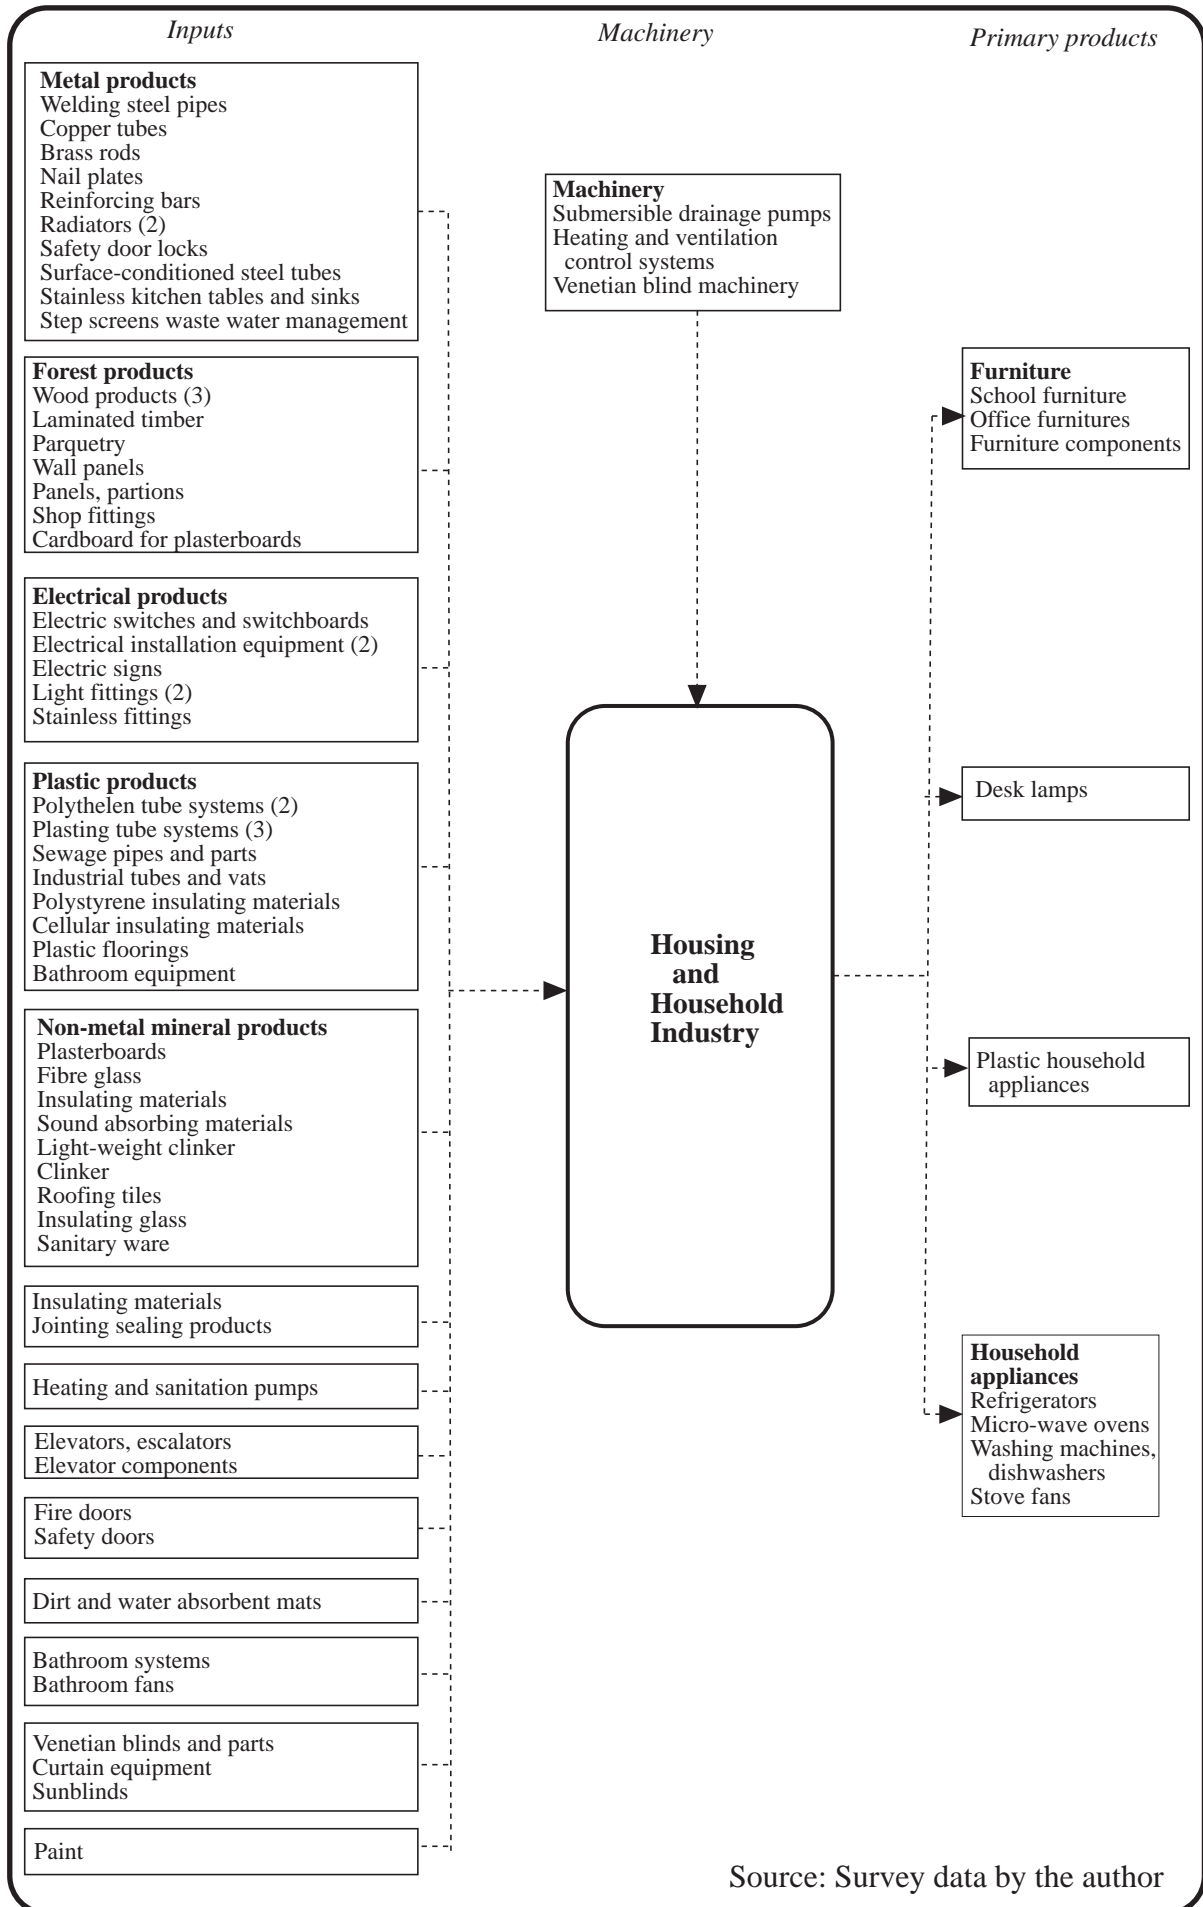 Inputs
Machinery
Primary products
Metal products
Welding steel pipes
Copper tubes
Brass rods
Nail plates
Reinforcing bars
Radiators (2)
Safety door locks
Surface-conditioned steel tubes
Stainless kitchen tables and sinks
Step screens waste water management
Forest products
Wood products (3)
Laminated timber
Parquetry
Wall panels
Panels, partions
Shop fittings
Cardboard for plasterboards
Electrical products
Electric switches and switchboards
Electrical installation equipment (2)
Electric signs
Light fittings (2)
Stainless fittings
Plastic products
Polythelen tube systems (2)
Plasting tube systems (3)
Sewage pipes and parts
Industrial tubes and vats
Polystyrene insulating materials
Cellular insulating materials
Plastic floorings
Bathroom equipment
Non-metal mineral products
Plasterboards
Fibre glass
Insulating materials
Sound absorbing materials
Light-weight clinker
Clinker
Roofing tiles
Insulating glass
Sanitary ware
Insulating materials
Jointing sealing products
Heating and sanitation pumps
Elevators, escalators
Elevator components
Fire doors
Safety doors
Dirt and water absorbent mats
Bathroom systems
Bathroom fans
Venetian blinds and parts
Curtain equipment
Sunblinds
Paint
Machinery
Submersible drainage pumps
Heating and ventilation
control systems
Venetian blind machinery
Housing
and
Household
Industry
Furniture
School furniture
Office furnitures
Furniture components
Desk lamps
Plastic household
appliances
Household
appliances
Refrigerators
Micro-wave ovens
Washing machines,
dishwashers
Stove fans
Source: Survey data by the author